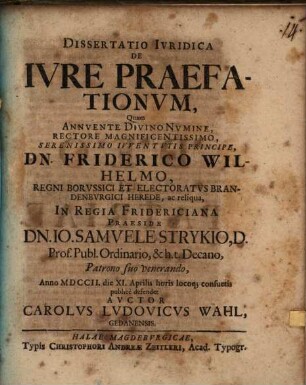 DISSERTATIO IVRIDICA
DE
IVRE PRAEFA-
TIONVM,
Quam
ANNVENTE DIVINO NVMINE,
RECTORE MAGNIFICENTISSIMO,
SERENISSIMO IVVENTVTIS PRINCIPE,
DN. FRIDERICO WIL-
HELMO,
REGNI BORVSSICI ET ELECTORATVS BRAN-
DENBVRGICI HEREDE, ac reliqua,
IN REGIA FRIDERICIANA
PRAESIDE
DN. IO. SAMVELE STRYKIO, D.
Prof. Publ. Ordinario, & h. t. Decano,
Patrono suo venerando,
Anno MDCCII. die XI. Aprilis horis locoq; consuetis
publicè defendet
AVCTOR
CAROLVS LVDOVICVS WAHL,
GEDANENSIS.
HALAE MAGDEBVRGICAE,
Typis CHRISTOPHORI ANDREÆ ZEITLERI, Acad. Typogr.